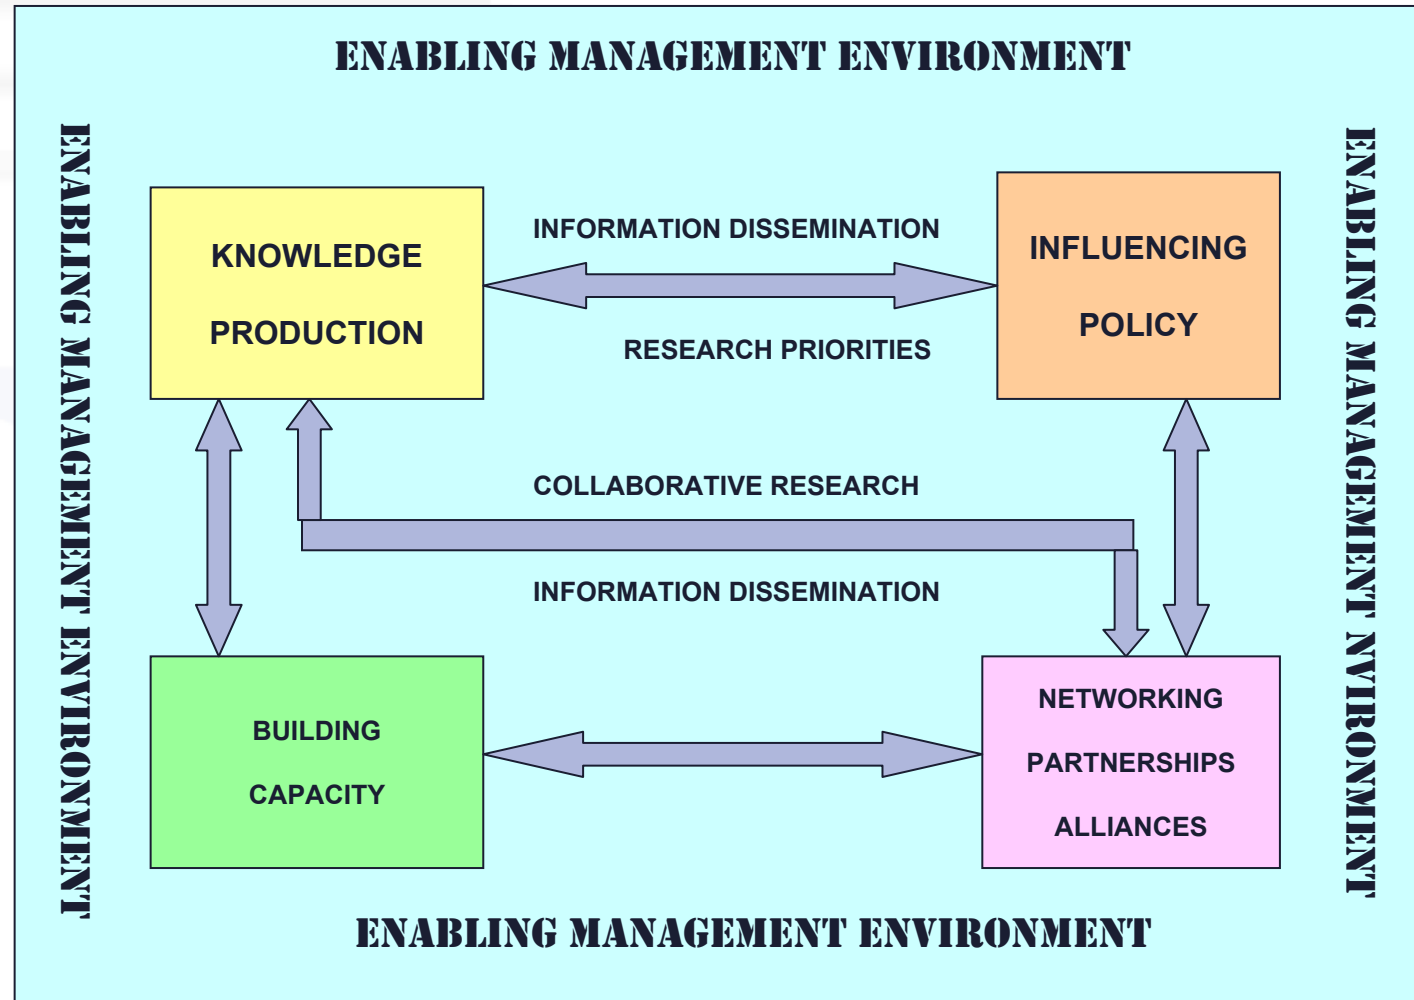 ENABLING MANAGEMENT ENVIRONMENT
ENABLING MANAGEMENT ENVIRONMENT
ENABLING MANAGEMENT NVIRONMENT
KNOWLEDGE
PRODUCTION
INFORMATION DISSEMINATION
RESEARCH PRIORITIES
INFLUENCING
POLICY
COLLABORATIVE RESEARCH
INFORMATION DISSEMINATION
BUILDING
CAPACITY
NETWORKING
PARTNERSHIPS
ALLIANCES
ENABLING MANAGEMENT ENVIRONMENT